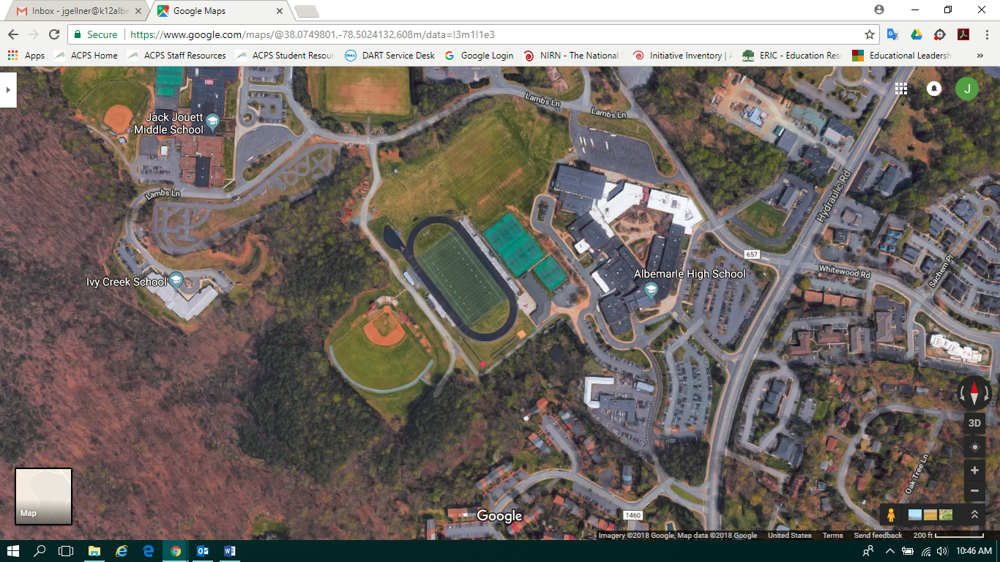 Inbox - jgellner@k12albe
Google Maps
Secure
https://www.google.com/maps/@38.0749801,-78.5024132,608m/data=!3m1!1e3
Apps
ACPS Home
ACPS Staff Resources
ACPS Student Resour
DART Service Desk
Google Login
NIRN - The National
Initiative Inventory | A
ERIC - Education Res
Educational Leadersh
J
Lambs Ln
Lambs Ln
Jack Jouett
Middle School
Lambs Ln
Hydraulic Rd
657
Whitewood Rd
Sachem Pl
Ivy Creek School
Albemarle High School
3D
Oak Tree Ln
Map
Google
1460
Imagery ©2018 Google, Map data ©2018 Google
United States
Terms
Send feedback
200 ft
10:46 AM